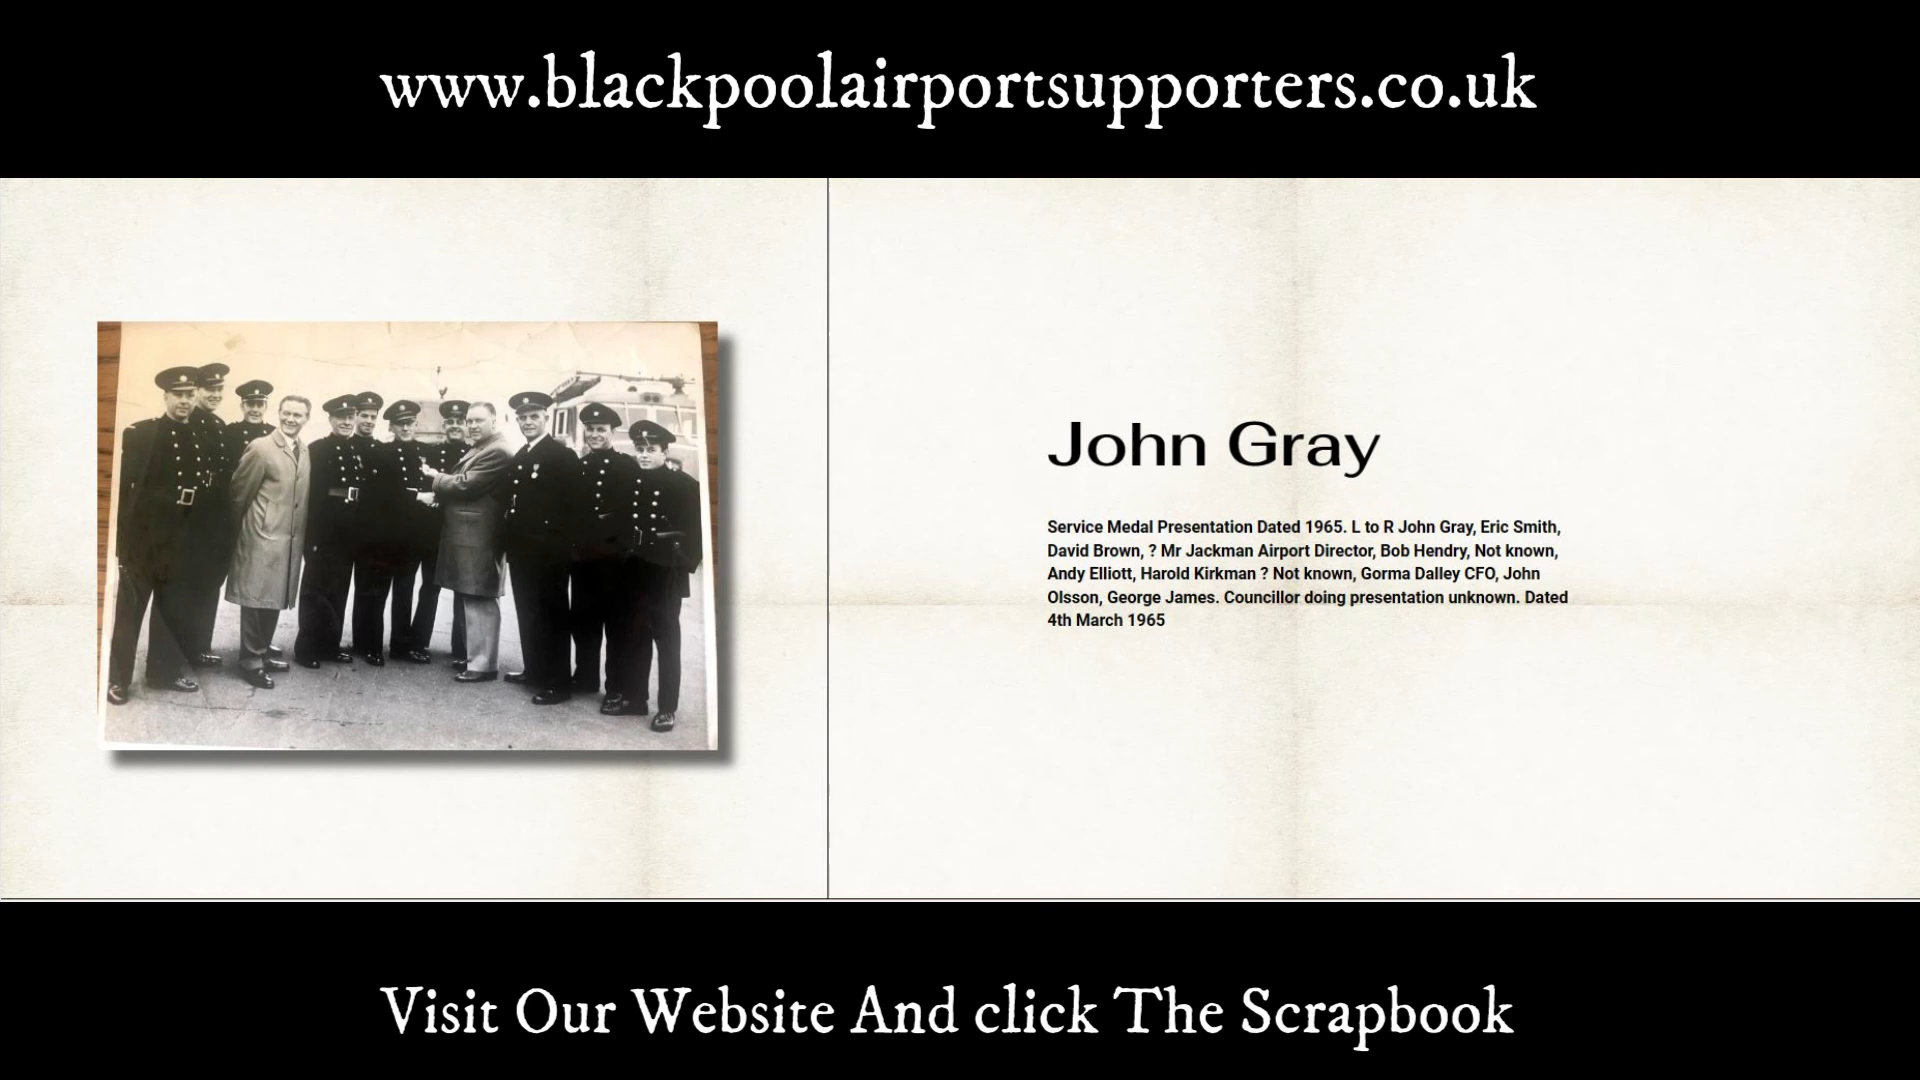 www.blackpoolairportsupporters.co.uk
John Gray
Service Medal Presentation Dated 1965. L to R John Gray, Eric Smith,
David Brown, ? Mr Jackman Airport Director, Bob Hendry, Not known,
Andy Elliott, Harold Kirkman ? Not known, Gorma Dalley CFO, John
Olsson, George James. Councillor doing presentation unknown. Dated
4th March 1965
Visit Our Website And click The Scrapbook